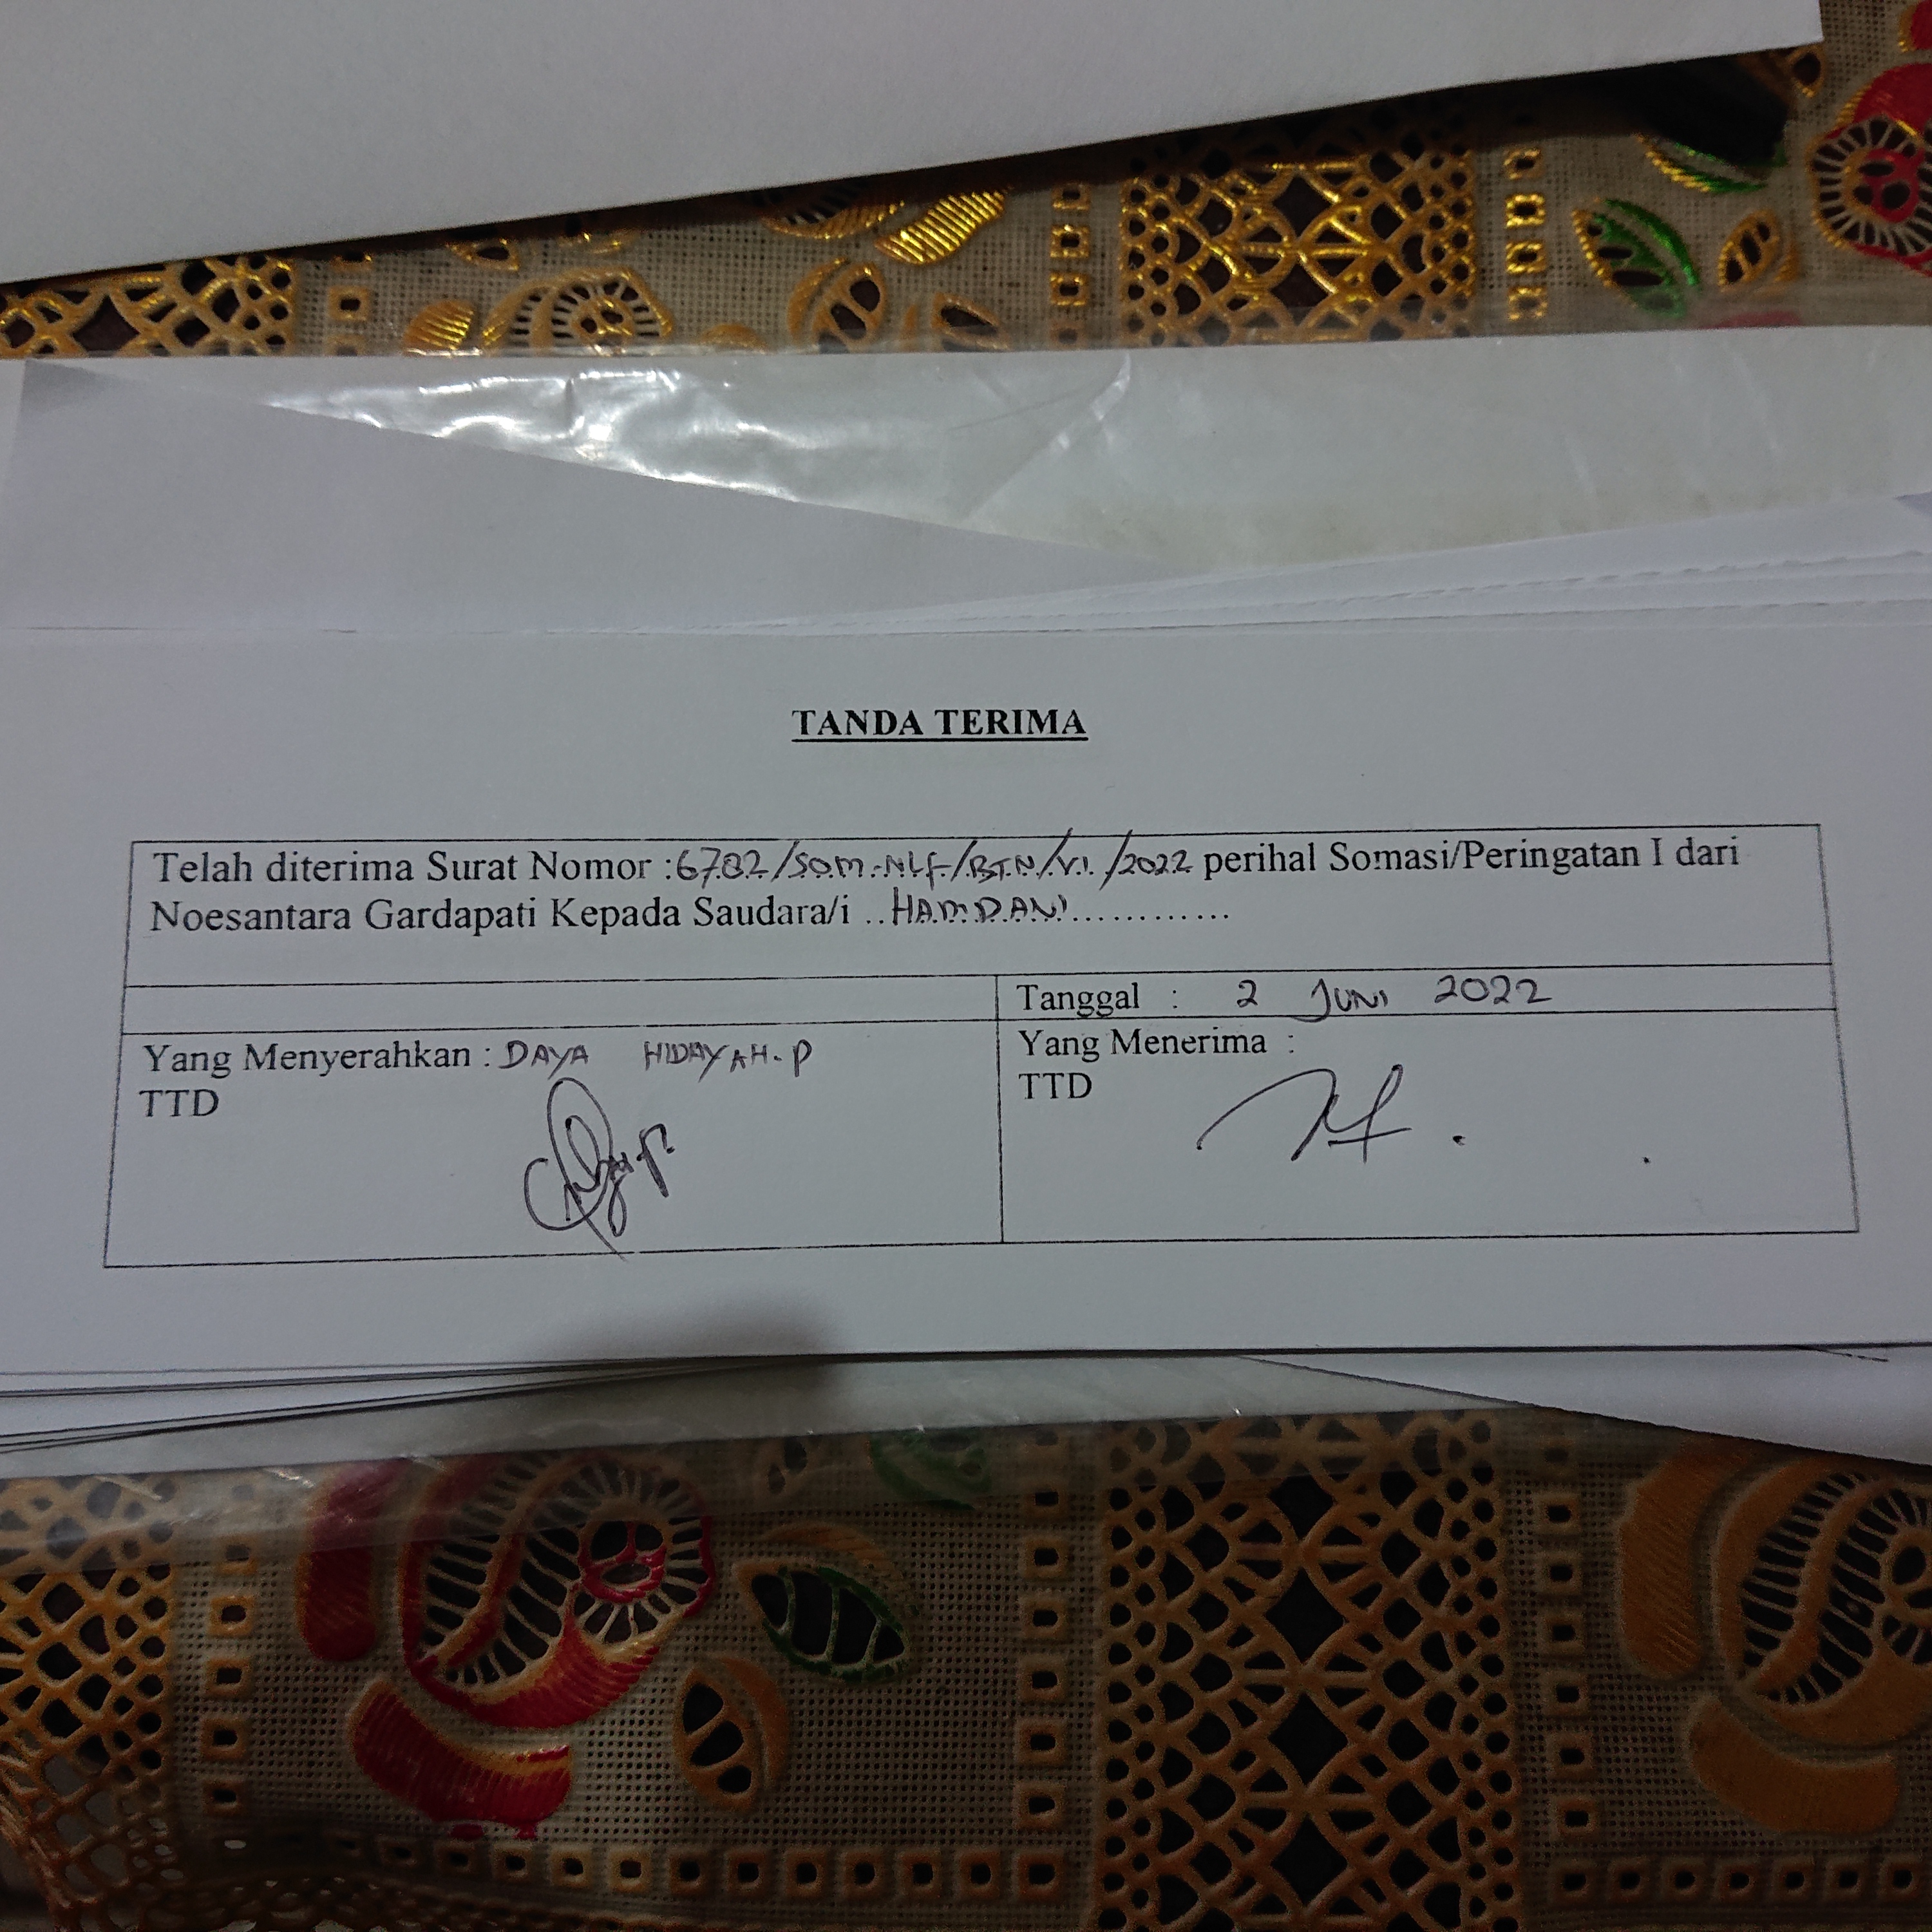 TANDA TERIMA
Telah diterima Surat Nomor : 6782/SOM-NLF/BTN/VI/2022 perihal Somasi/Peringatan I dari
Noesantara Gardapati Kepada Saudara/i ..HAMDANI............
Tanggal : 2 JUNI 2022
Yang Menyerahkan : DAYA HIDAYAH.P
TTD
Yang Menerima :
TTD